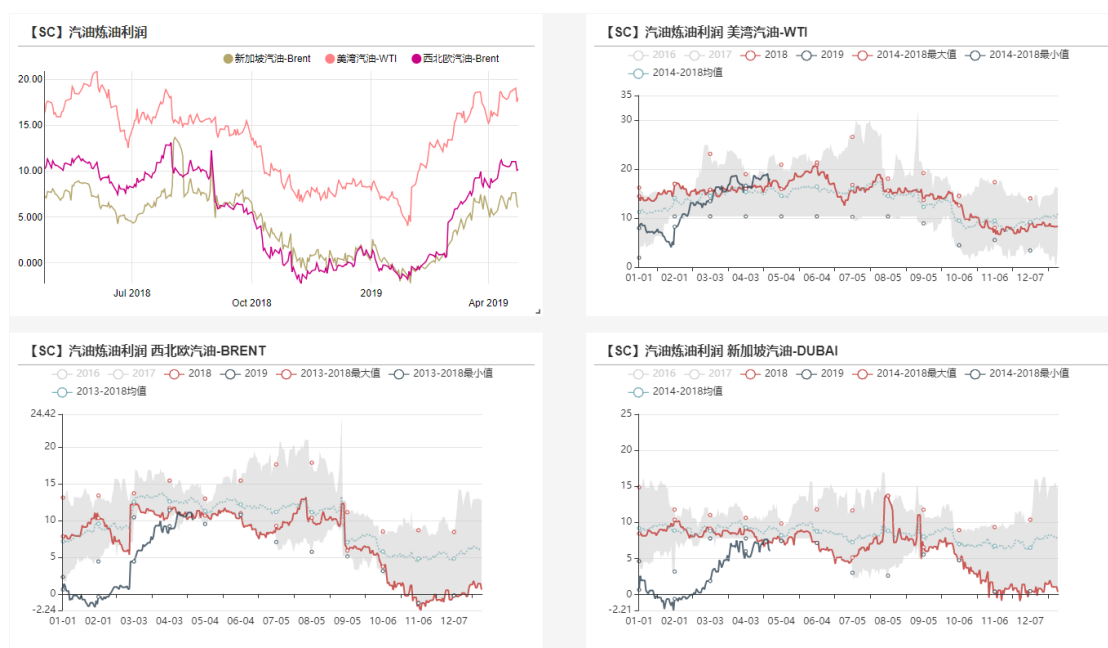 【SC】汽油炼油利润
新加坡汽油-Brent 美湾汽油-WTI 西北欧汽油-Brent
20.00
15.00
10.00
5.000
0.000
Jul 2018
Oct 2018
2019
Apr 2019
【SC】汽油炼油利润 美湾汽油-WTI
2016 2017 2018 2019 2014-2018最大值 2014-2018最小值
2014-2018均值
35
30
20
10
0
01-01 02-01 03-03 04-03 05-04 06-04 07-05 08-05 09-05 10-06 11-06 12-07
【SC】汽油炼油利润 西北欧汽油-BRENT
2016 2017 2018 2019 2013-2018最大值 2013-2018最小值
2013-2018均值
24.42
20
15
10
5
0
-2.24
01-01 02-01 03-03 04-03 05-04 06-04 07-05 08-05 09-05 10-06 11-06 12-07
【SC】汽油炼油利润 新加坡汽油-DUBAI
2016 2017 2018 2019 2014-2018最大值 2014-2018最小值
2014-2018均值
25
20
15
10
5
0
-2.21
01-01 02-01 03-03 04-03 05-04 06-04 07-05 08-05 09-05 10-06 11-06 12-07